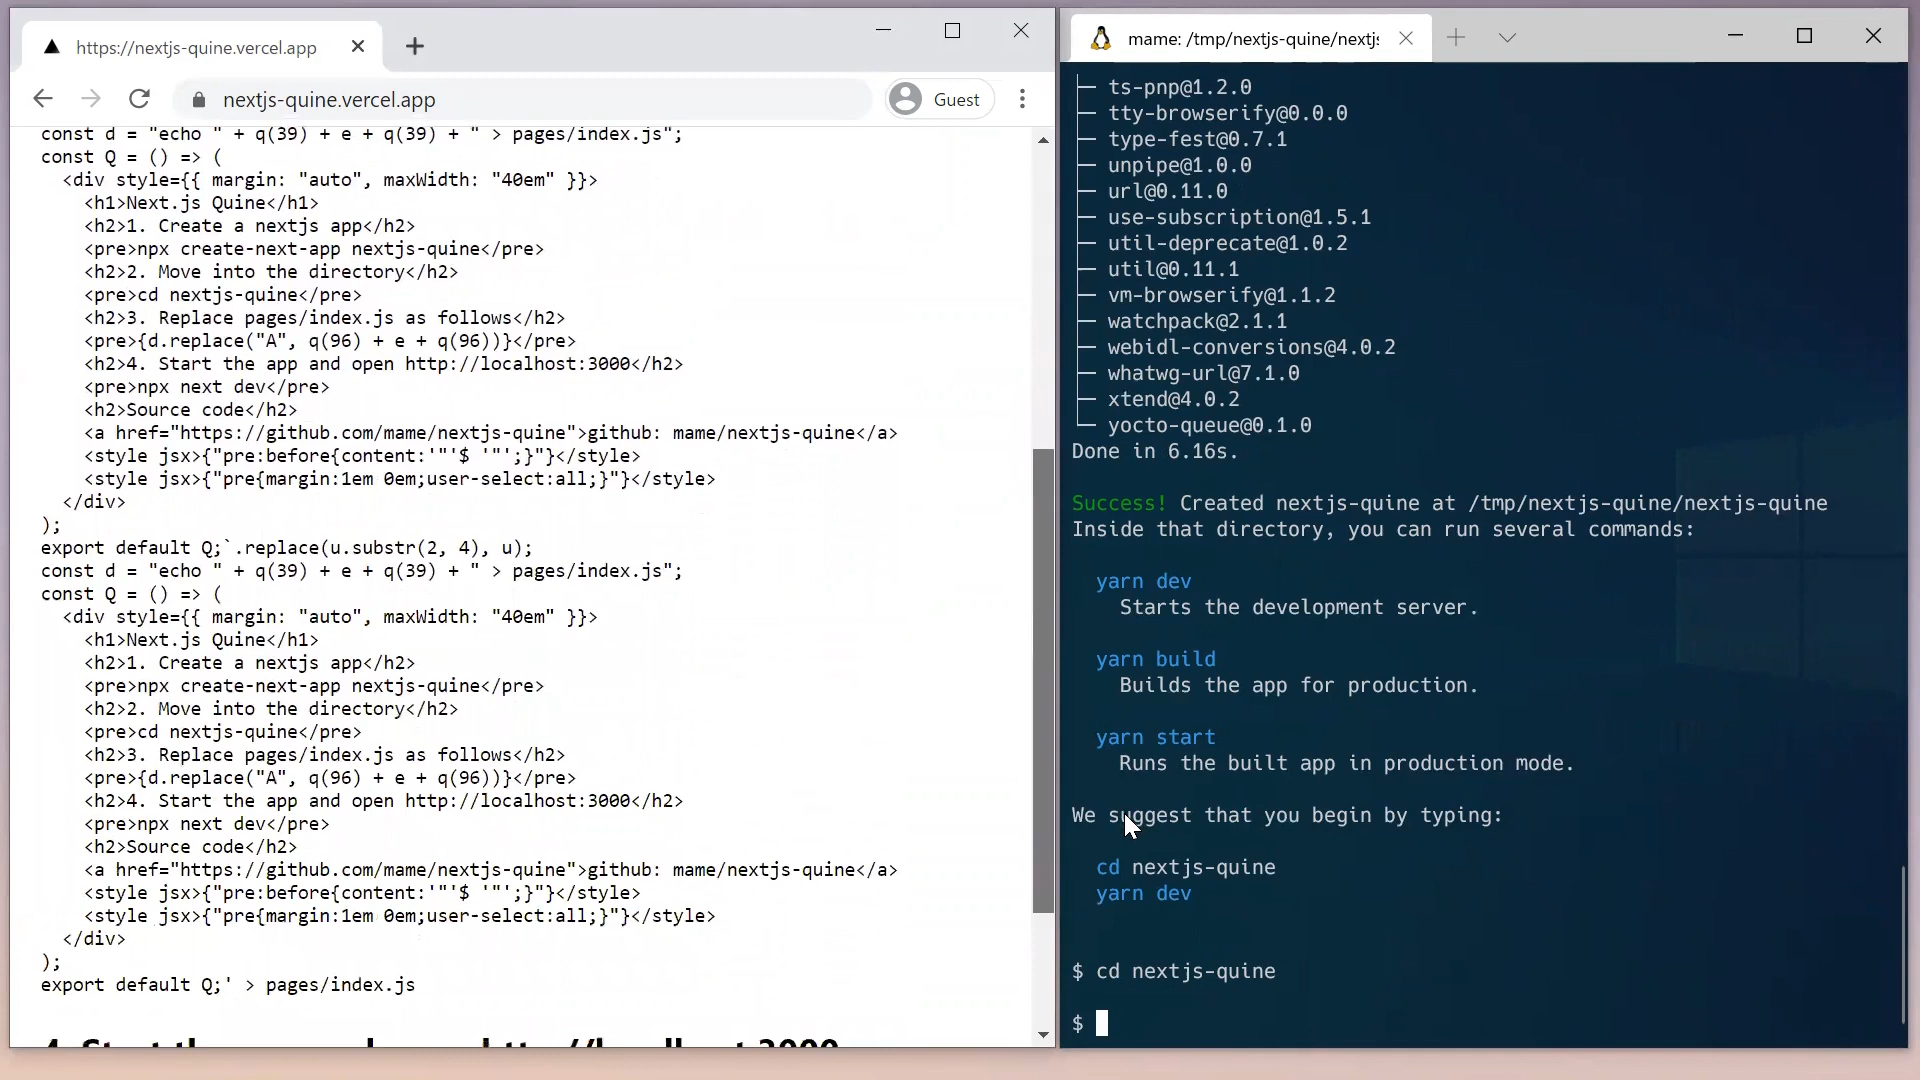 https://nextjs-quine.vercel.app
nextjs-quine.vercel.app
Guest
const d = "echo " + q(39) + e + q(39) + " > pages/index.js";
const Q = () => (
  <div style={{ margin: "auto", maxWidth: "40em" }}>
    <h1>Next.js Quine</h1>
    <h2>1. Create a nextjs app</h2>
    <pre>npx create-next-app nextjs-quine</pre>
    <h2>2. Move into the directory</h2>
    <pre>cd nextjs-quine</pre>
    <h2>3. Replace pages/index.js as follows</h2>
    <pre>{d.replace("A", q(96) + e + q(96))}</pre>
    <h2>4. Start the app and open http://localhost:3000</h2>
    <pre>npx next dev</pre>
    <h2>Source code</h2>
    <a href="https://github.com/mame/nextjs-quine">github: mame/nextjs-quine</a>
    <style jsx>{"pre:before{content:'"'$ '"';}"}</style>
    <style jsx>{"pre{margin:1em 0em;user-select:all;}"}</style>
  </div>
);
export default Q;`.replace(u.substr(2, 4), u);
const d = "echo " + q(39) + e + q(39) + " > pages/index.js";
const Q = () => (
  <div style={{ margin: "auto", maxWidth: "40em" }}>
    <h1>Next.js Quine</h1>
    <h2>1. Create a nextjs app</h2>
    <pre>npx create-next-app nextjs-quine</pre>
    <h2>2. Move into the directory</h2>
    <pre>cd nextjs-quine</pre>
    <h2>3. Replace pages/index.js as follows</h2>
    <pre>{d.replace("A", q(96) + e + q(96))}</pre>
    <h2>4. Start the app and open http://localhost:3000</h2>
    <pre>npx next dev</pre>
    <h2>Source code</h2>
    <a href="https://github.com/mame/nextjs-quine">github: mame/nextjs-quine</a>
    <style jsx>{"pre:before{content:'"'$ '"';}"}</style>
    <style jsx>{"pre{margin:1em 0em;user-select:all;}"}</style>
  </div>
);
export default Q;' > pages/index.js
mame: /tmp/nextjs-quine/nextjs
├─ ts-pnp@1.2.0
├─ tty-browserify@0.0.0
├─ type-fest@0.7.1
├─ unpipe@1.0.0
├─ url@0.11.0
├─ use-subscription@1.5.1
├─ util-deprecate@1.0.2
├─ util@0.11.1
├─ vm-browserify@1.1.2
├─ watchpack@2.1.1
├─ webidl-conversions@4.0.2
├─ whatwg-url@7.1.0
├─ xtend@4.0.2
└─ yocto-queue@0.1.0
Done in 6.16s.
Success! Created nextjs-quine at /tmp/nextjs-quine/nextjs-quine
Inside that directory, you can run several commands:
  yarn dev
    Starts the development server.
  yarn build
    Builds the app for production.
  yarn start
    Runs the built app in production mode.
We suggest that you begin by typing:
  cd nextjs-quine
  yarn dev
$ cd nextjs-quine
$